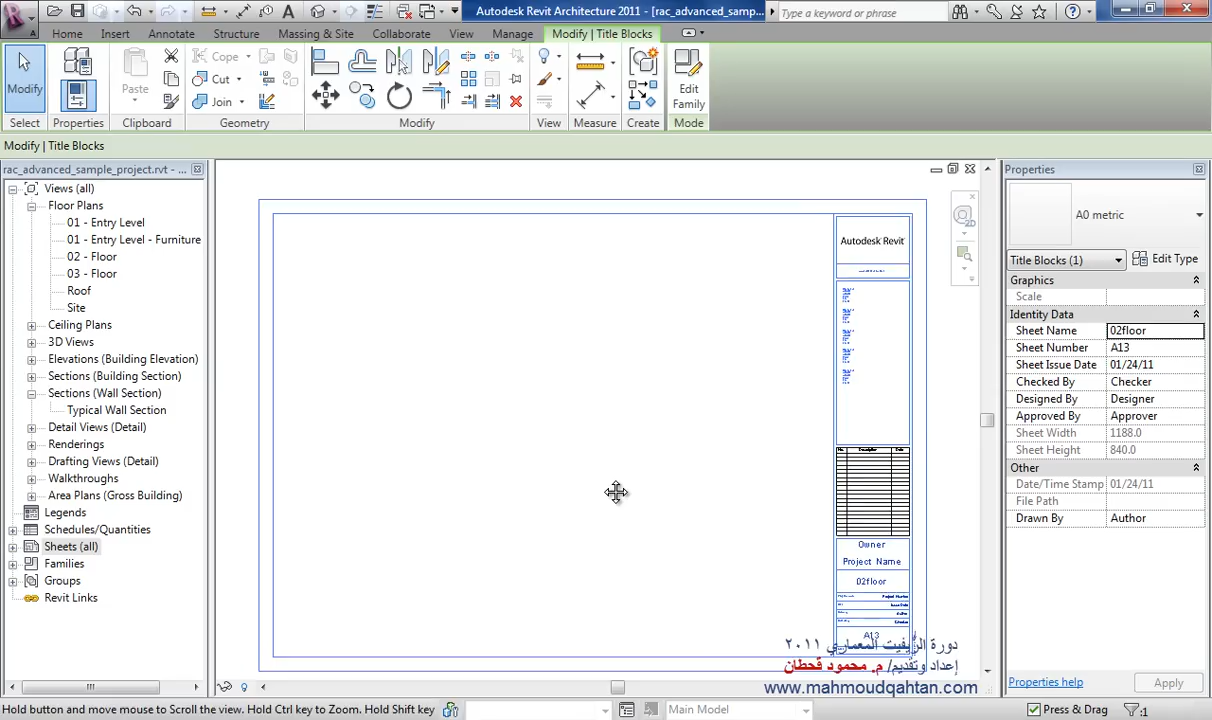 Autodesk Revit Architecture 2011 - [rac_advanced_samp...
Type a keyword or phrase
Home Insert Annotate Structure Massing & Site Collaborate View Manage Modify | Title Blocks
Modify
Paste
Cope
Cut
Join
Edit
Family
Select Properties Clipboard Geometry Modify View Measure Create Mode
Modify | Title Blocks
rac_advanced_sample_project.rvt - ...
Views (all)
Floor Plans
01 - Entry Level
01 - Entry Level - Furniture
02 - Floor
03 - Floor
Roof
Site
Ceiling Plans
3D Views
Elevations (Building Elevation)
Sections (Building Section)
Sections (Wall Section)
Typical Wall Section
Detail Views (Detail)
Renderings
Drafting Views (Detail)
Walkthroughs
Area Plans (Gross Building)
Legends
Schedules/Quantities
Sheets (all)
Families
Groups
Revit Links
Autodesk Revit
No. Description Date
Owner
Project Name
02floor
A13
2D
Properties
A0 metric
Title Blocks (1)
Edit Type
Graphics
Scale
Identity Data
Sheet Name 02floor
Sheet Number A13
Sheet Issue Date 01/24/11
Checked By Checker
Designed By Designer
Approved By Approver
Sheet Width 1188.0
Sheet Height 840.0
Other
Date/Time Stamp 01/24/11
File Path
Drawn By Author
Properties help
Apply
دورة الرِّيفيت المعماري ٢٠١١
إعداد وتقديم/ م. محمود قحطان
www.mahmoudqahtan.com
Hold button and move mouse to Scroll the view. Hold Ctrl key to Zoom. Hold Shift key
Main Model
Press & Drag
:1